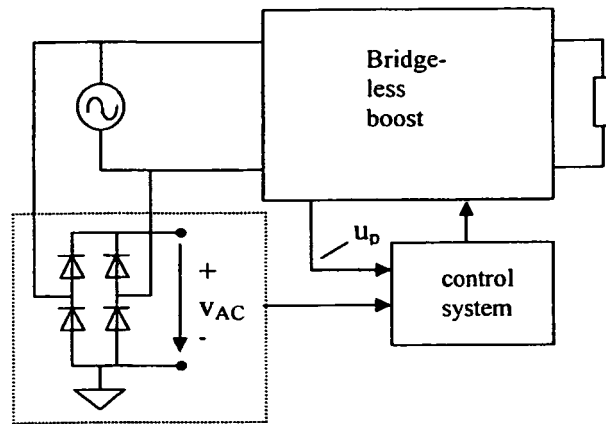 Bridge-
less
boost
u_p
control
system
+
v_AC
-